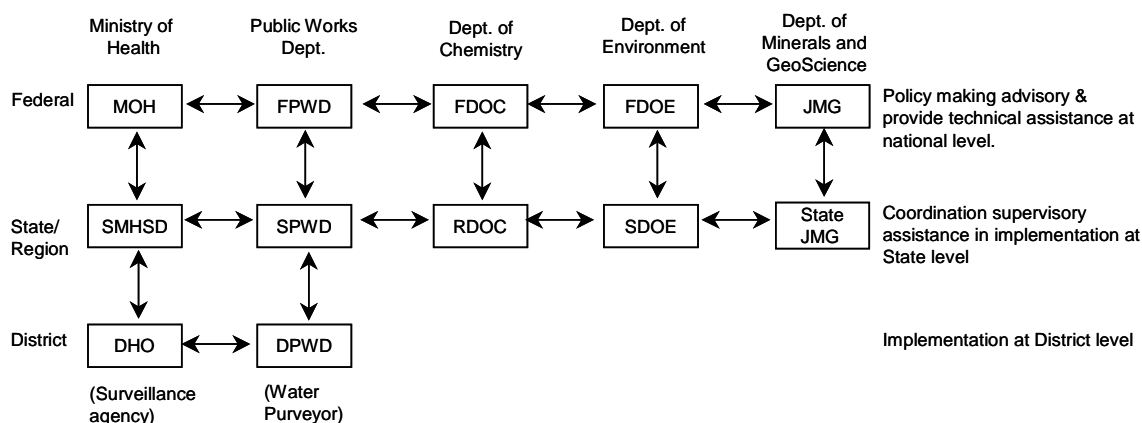 Ministry of
Health
Public Works
Dept.
Dept. of
Chemistry
Dept. of
Environment
Dept. of
Minerals and
GeoScience
Federal
MOH
FPWD
FDOC
FDOE
JMG
Policy making advisory &
provide technical assistance at
national level.
State/
Region
SMHSD
SPWD
RDOC
SDOE
State
JMG
Coordination supervisory
assistance in implementation at
State level
District
DHO
DPWD
Implementation at District level
(Surveillance
agency)
(Water
Purveyor)